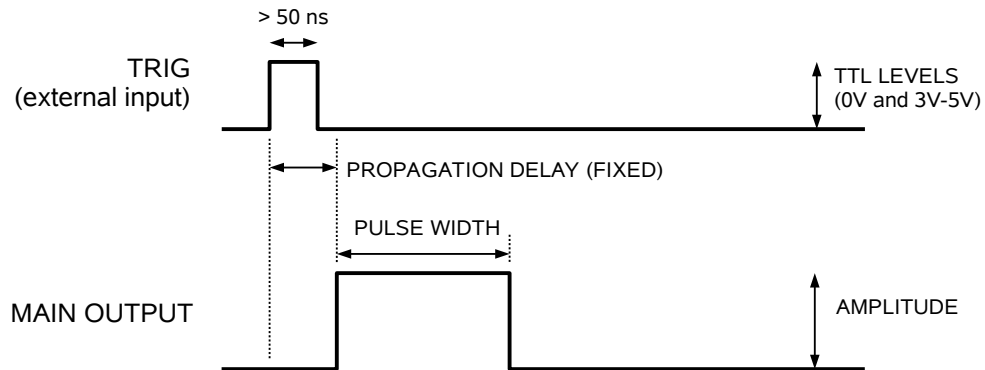 > 50 ns
TRIG
(external input)
TTL LEVELS
(0V and 3V-5V)
PROPAGATION DELAY (FIXED)
PULSE WIDTH
MAIN OUTPUT
AMPLITUDE